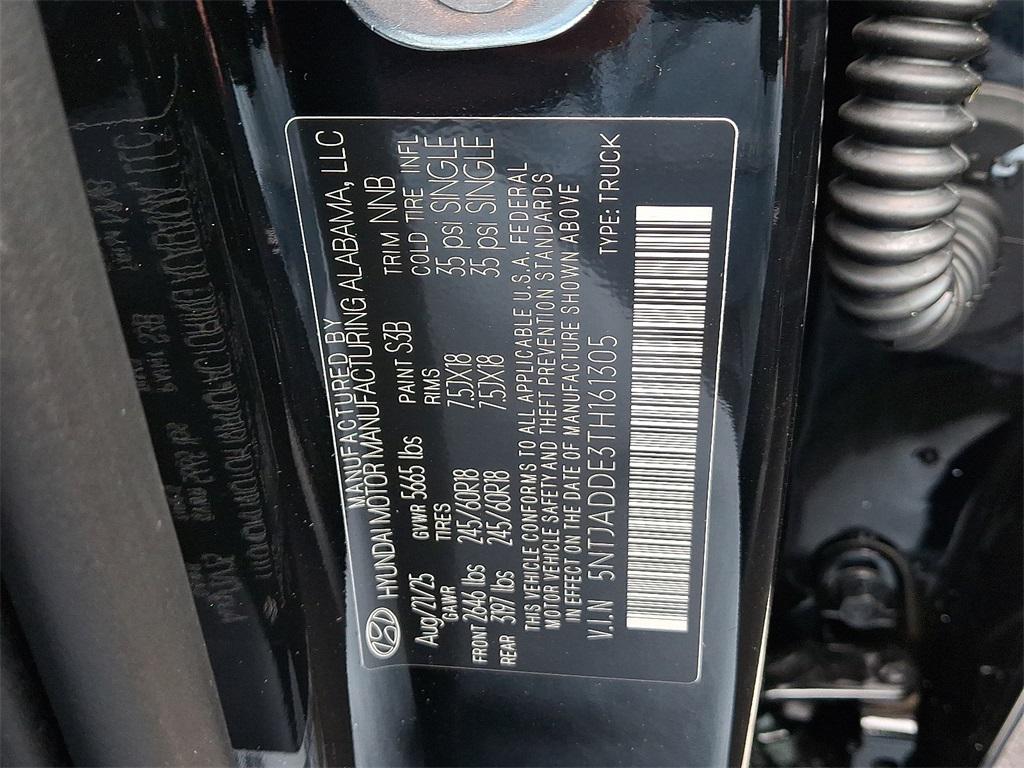 MANUFACTURED BY
HYUNDAI MOTOR MANUFACTURING ALABAMA, LLC
Aug/20/25 GVWR 5665 lbs PAINT S3B TRIM NNB
GAWR TIRES RIMS COLD TIRE INFL
FRONT 2646 lbs 245/60R18 7.5JX18 35 psi SINGLE
REAR 3197 lbs 245/60R18 7.5JX18 35 psi SINGLE
THIS VEHICLE CONFORMS TO ALL APPLICABLE U.S.A. FEDERAL
MOTOR VEHICLE SAFETY AND THEFT PREVENTION STANDARDS
IN EFFECT ON THE DATE OF MANUFACTURE SHOWN ABOVE
V.I.N 5NTJADDE3TH161305 TYPE: TRUCK